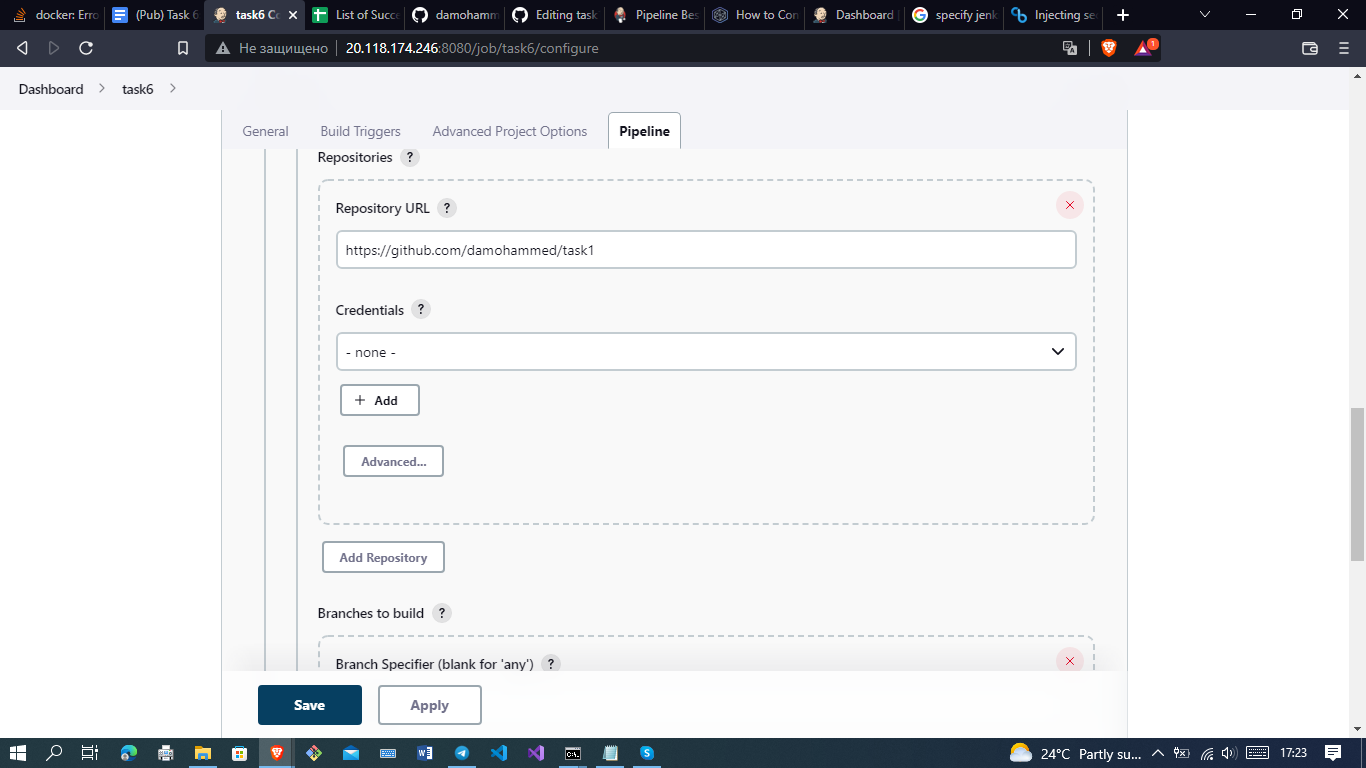 docker: Erro
(Pub) Task 6
task6 Co
List of Succe
damohamm
Editing task
Pipeline Bes
How to Con
Dashboard
specify jenk
Injecting se
Не защищено
20.118.174.246:8080/job/task6/configure
1
Dashboard
task6
General
Build Triggers
Advanced Project Options
Pipeline
Repositories ?
Repository URL ?
https://github.com/damohammed/task1
Credentials ?
- none -
+ Add
Advanced...
Add Repository
Branches to build ?
Branch Specifier (blank for 'any') ?
Save
Apply
24°C Partly su...
17:23